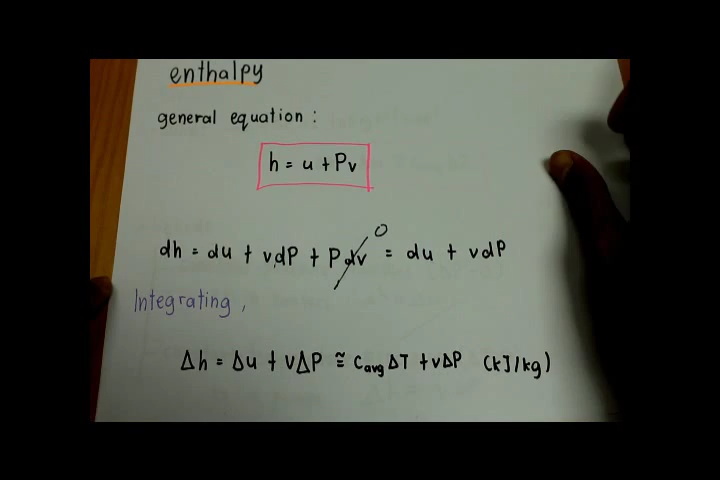 enthalpy
general equation :
h = u + Pv
dh = du + vdP + Pdv 0 = du + vdP
Integrating ,
Δh = Δu + vΔP ≅ Cavg ΔT + vΔP (kJ/kg)